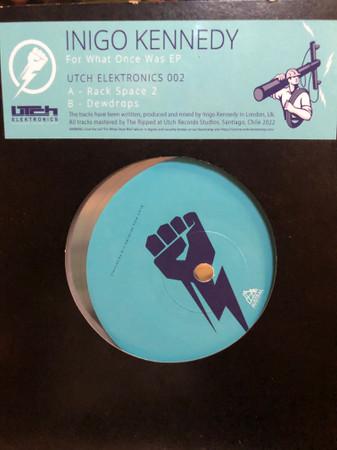 INIGO KENNEDY
For What Once Was EP
UTCH ELEKTRONICS 002
A - Rack Space 2
B - Dewdrops
utch
ELEKTRONICS
The tracks have been written, produced and mixed by Inigo Kennedy in London, UK.
All tracks mastered by The Ripped at Utch Records Studios, Santiago, Chile 2022